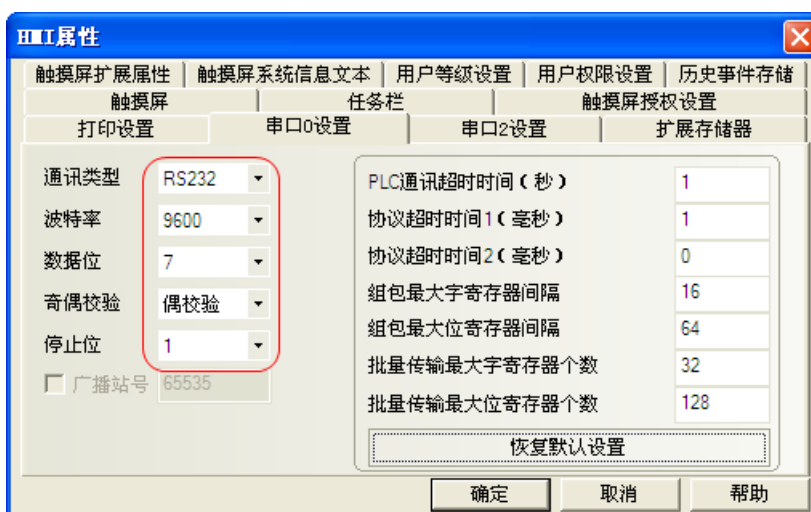 HMI属性
触摸屏扩展属性 触摸屏系统信息文本 用户等级设置 用户权限设置 历史事件存储
触摸屏 任务栏 触摸屏授权设置
打印设置 串口0设置 串口2设置 扩展存储器
通讯类型 RS232
波特率 9600
数据位 7
奇偶校验 偶校验
停止位 1
广播站号 65535
PLC通讯超时时间(秒) 1
协议超时时间1(毫秒) 1
协议超时时间2(毫秒) 0
组包最大字寄存器间隔 16
组包最大位寄存器间隔 64
批量传输最大字寄存器个数 32
批量传输最大位寄存器个数 128
恢复默认设置
确定 取消 帮助